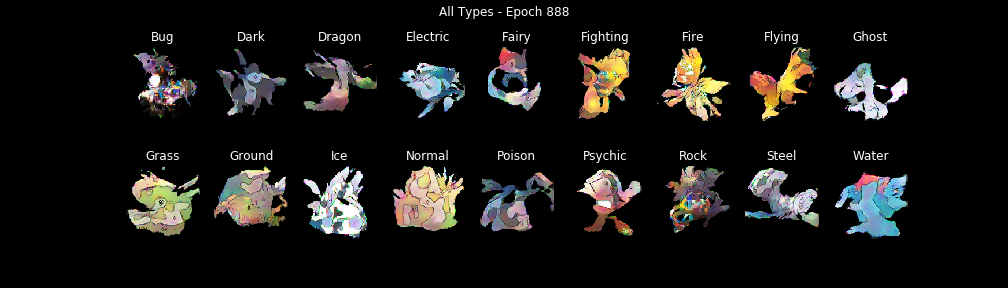 All Types - Epoch 888
Bug Dark Dragon Electric Fairy Fighting Fire Flying Ghost
Grass Ground Ice Normal Poison Psychic Rock Steel Water